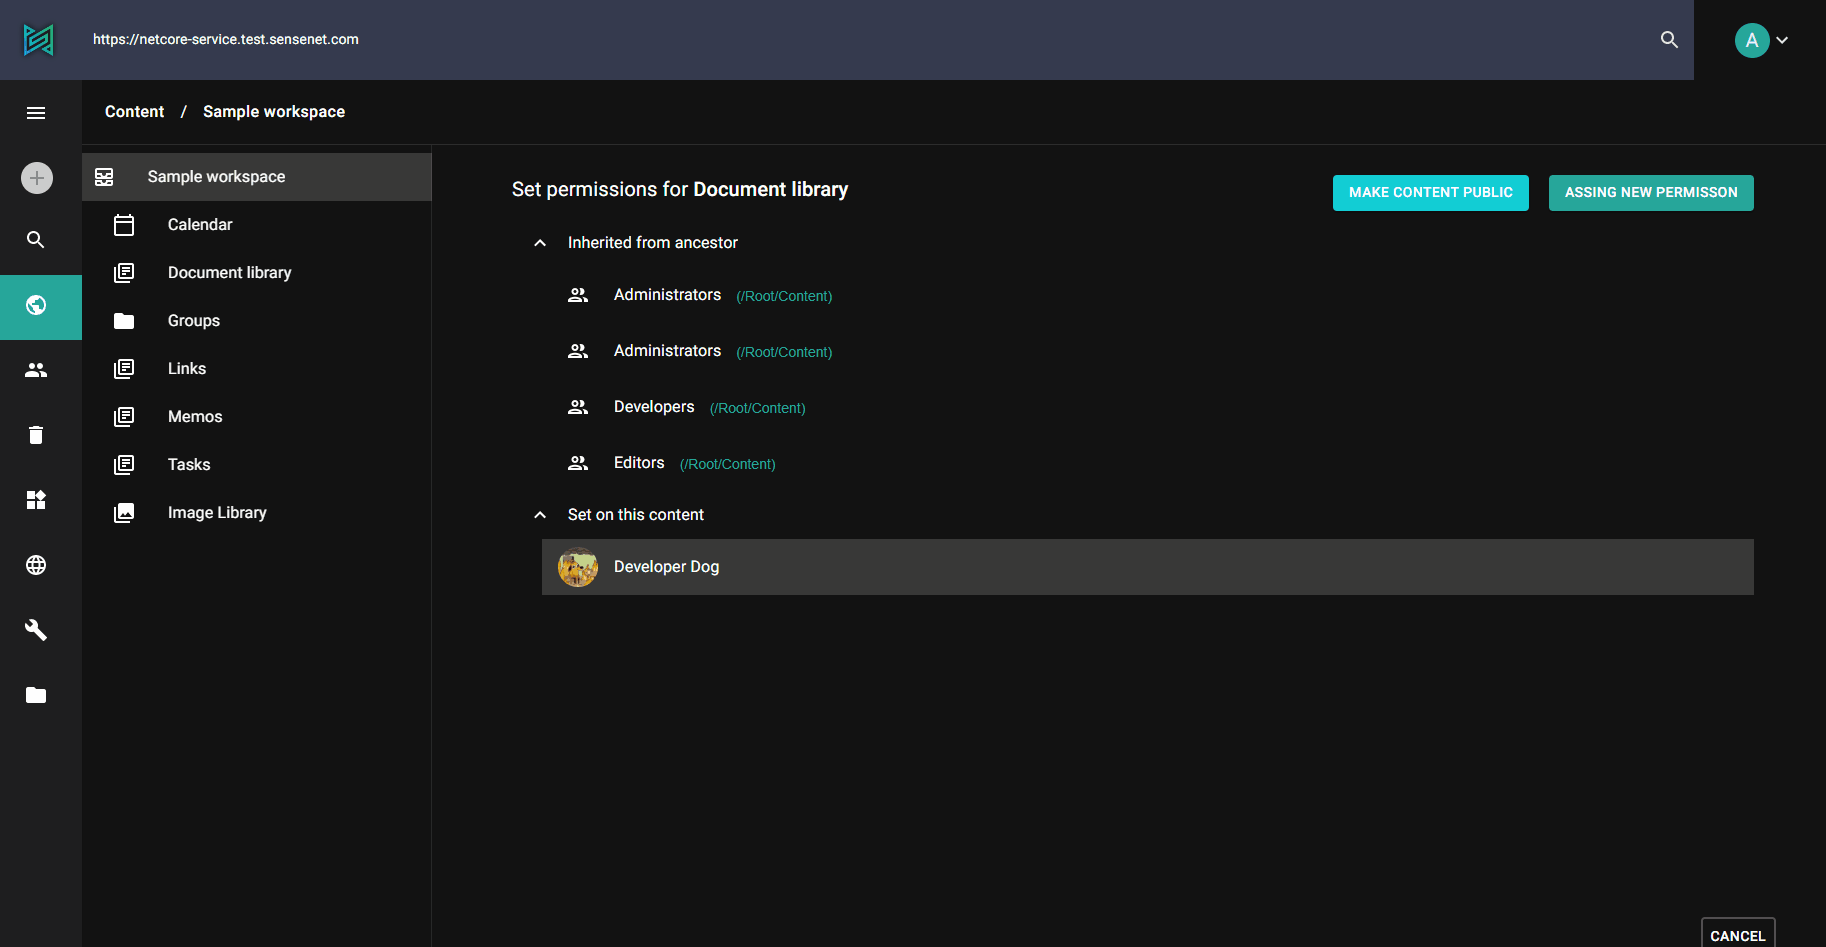 https://netcore-service.test.sensenet.com
A
Content / Sample workspace
Sample workspace
Calendar
Document library
Groups
Links
Memos
Tasks
Image Library
Set permissions for Document library
MAKE CONTENT PUBLIC
ASSING NEW PERMISSON
Inherited from ancestor
Administrators (/Root/Content)
Administrators (/Root/Content)
Developers (/Root/Content)
Editors (/Root/Content)
Set on this content
Developer Dog
CANCEL